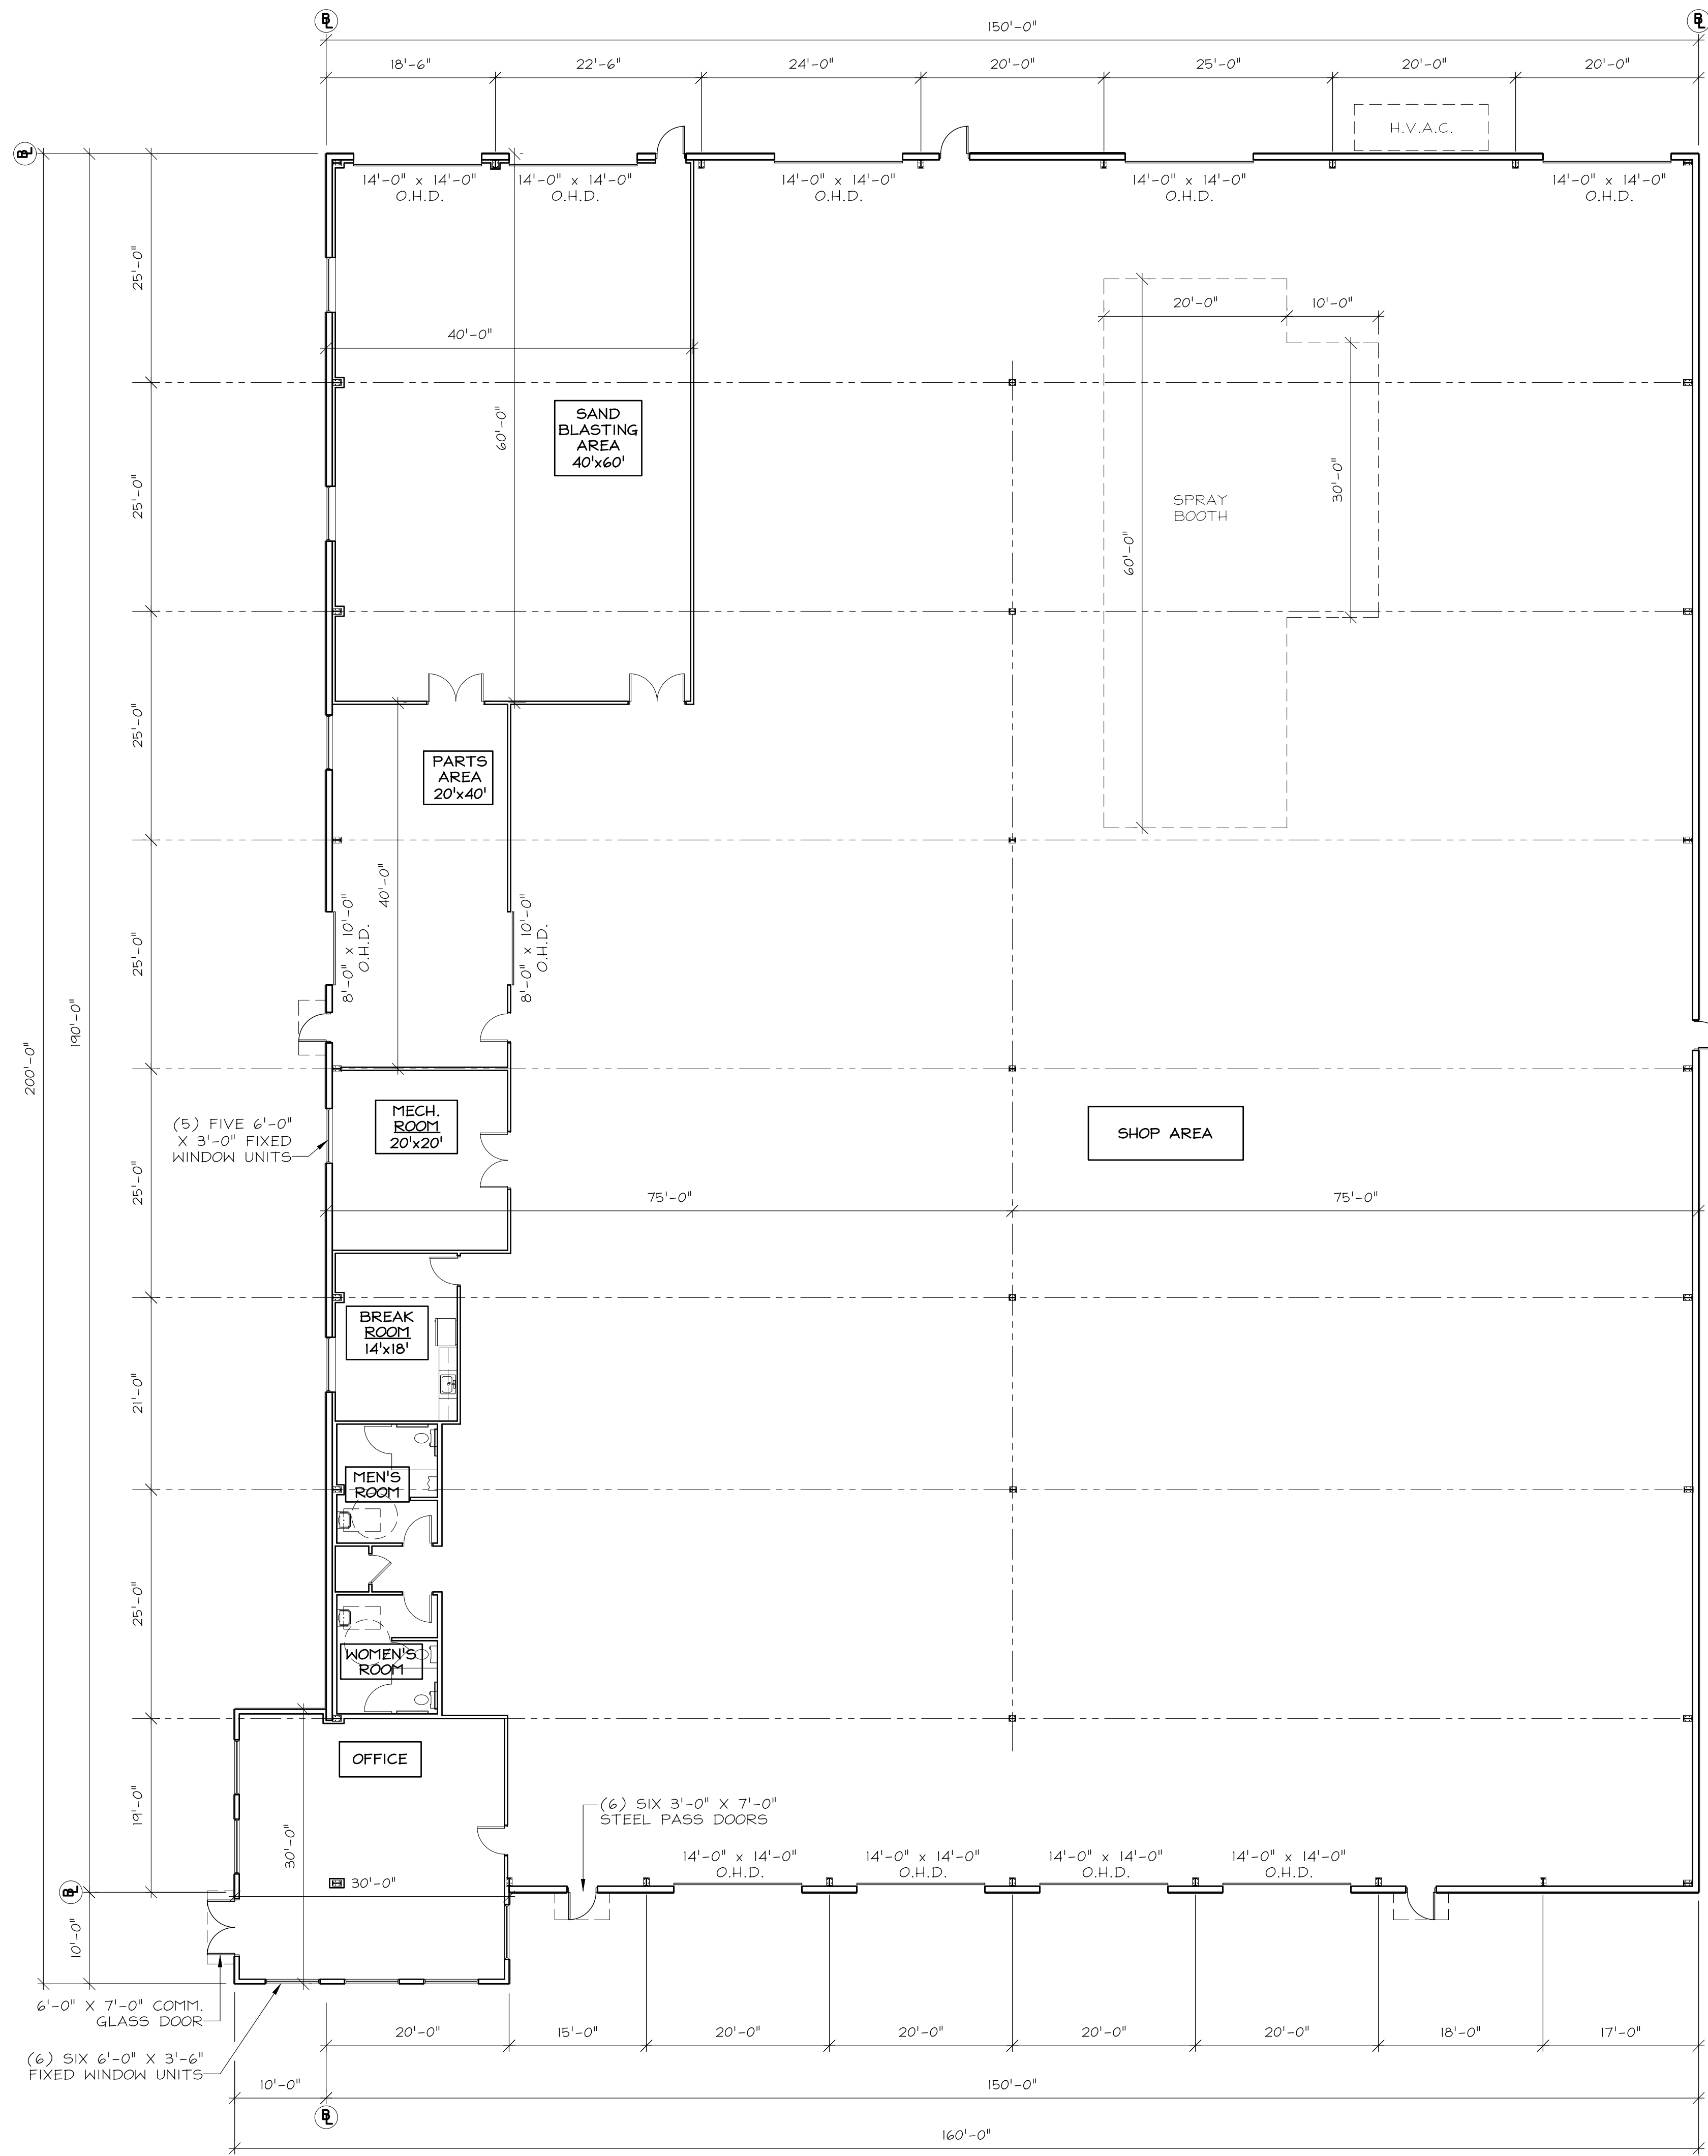 BL
BL
150'-0"
18'-6"
22'-6"
24'-0"
20'-0"
25'-0"
20'-0"
20'-0"
H.V.A.C.
BL
14'-0" x 14'-0"
O.H.D.
14'-0" x 14'-0"
O.H.D.
14'-0" x 14'-0"
O.H.D.
14'-0" x 14'-0"
O.H.D.
14'-0" x 14'-0"
O.H.D.
25'-0"
20'-0"
10'-0"
40'-0"
60'-0"
SAND
BLASTING
AREA
40'x60'
25'-0"
SPRAY
BOOTH
30'-0"
60'-0"
25'-0"
PARTS
AREA
20'x40'
40'-0"
8'-0" x 10'-0"
O.H.D.
8'-0" x 10'-0"
O.H.D.
25'-0"
190'-0"
200'-0"
(5) FIVE 6'-0"
X 3'-0" FIXED
WINDOW UNITS
MECH.
ROOM
20'x20'
SHOP AREA
25'-0"
75'-0"
75'-0"
BREAK
ROOM
14'x18'
21'-0"
MEN'S
ROOM
25'-0"
WOMEN'S
ROOM
OFFICE
19'-0"
30'-0"
(6) SIX 3'-0" X 7'-0"
STEEL PASS DOORS
14'-0" x 14'-0"
O.H.D.
14'-0" x 14'-0"
O.H.D.
14'-0" x 14'-0"
O.H.D.
14'-0" x 14'-0"
O.H.D.
30'-0"
BL
10'-0"
6'-0" X 7'-0" COMM.
GLASS DOOR
20'-0"
15'-0"
20'-0"
20'-0"
20'-0"
20'-0"
18'-0"
17'-0"
(6) SIX 6'-0" X 3'-6"
FIXED WINDOW UNITS
10'-0"
150'-0"
BL
160'-0"